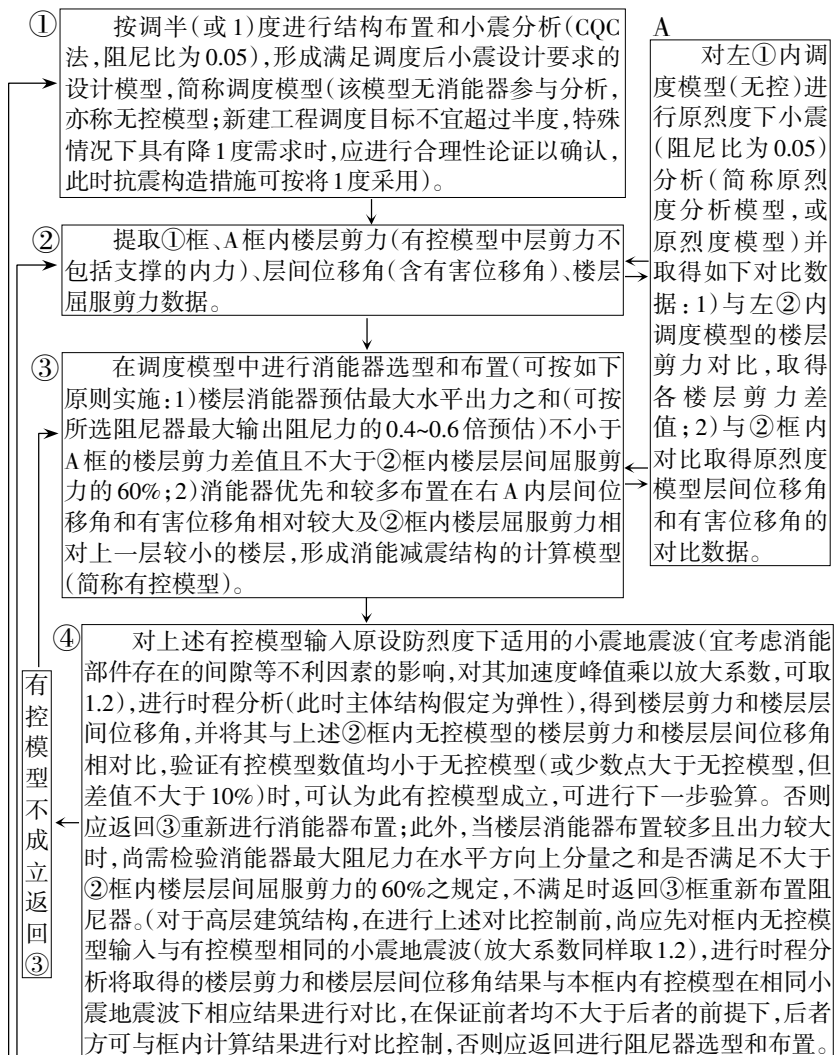 ①
按调半(或1)度进行结构布置和小震分析(CQC
法,阻尼比为0.05),形成满足调度后小震设计要求的
设计模型,简称调度模型(该模型无消能器参与分析,
亦称无控模型;新建工程调度目标不宜超过半度,特殊
情况下具有降1度需求时,应进行合理性论证以确认,
此时抗震构造措施可按将1度采用)。
②
提取①框、A框内楼层剪力(有控模型中层剪力不
包括支撑的内力)、层间位移角(含有害位移角)、楼层
屈服剪力数据。
③
在调度模型中进行消能器选型和布置(可按如下
原则实施:1)楼层消能器预估最大水平出力之和(可按
所选阻尼器最大输出阻尼力的0.4~0.6倍预估)不小于
A框的楼层剪力差值且不大于②框内楼层层间屈服剪
力的60%;2)消能器优先和较多布置在右A内层间位
移角和有害位移角相对较大及②框内楼层屈服剪力相
对上一层较小的楼层,形成消能减震结构的计算模型
(简称有控模型)。
A
对左①内调
度模型(无控)进
行原烈度下小震
(阻尼比为0.05)
分析(简称原烈
度分析模型,或
原烈度模型)并
取得如下对比数
据:1)与左②内
调度模型的楼层
剪力对比,取得
各楼层剪力差
值;2)与②框内
对比取得原烈度
模型层间位移角
和有害位移角的
对比数据。
④
对上述有控模型输入原设防烈度下适用的小震地震波(宜考虑消能
部件存在的间隙等不利因素的影响,对其加速度峰值乘以放大系数,可取
1.2),进行时程分析(此时主体结构假定为弹性),得到楼层剪力和楼层层
间位移角,并将其与上述②框内无控模型的楼层剪力和楼层层间位移角
相对比,验证有控模型数值均小于无控模型(或少数点大于无控模型,但
差值不大于10%)时,可认为此有控模型成立,可进行下一步验算。否则
应返回③重新进行消能器布置;此外,当楼层消能器布置较多且出力较大
时,尚需检验消能器最大阻尼力在水平方向上分量之和是否满足不大于
②框内楼层层间屈服剪力的60%之规定,不满足时返回③框重新布置阻
尼器。(对于高层建筑结构,在进行上述对比控制前,尚应先对框内无控模
型输入与有控模型相同的小震地震波(放大系数同样取1.2),进行时程分
析将取得的楼层剪力和楼层层间位移角结果与本框内有控模型在相同小
震地震波下相应结果进行对比,在保证前者均不大于后者的前提下,后者
方可与框内计算结果进行对比控制,否则应返回进行阻尼器选型和布置。
有控模型不成立返回③